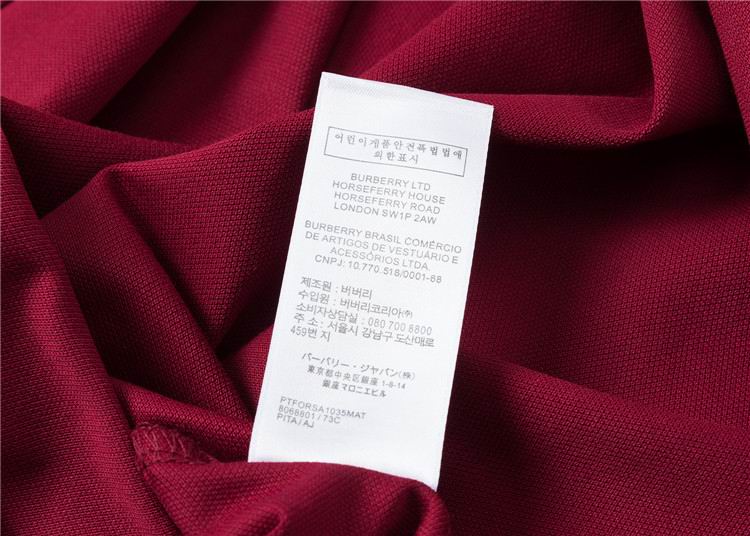 어린이제품안전특별법에
의한표시
BURBERRY LTD
HORSEFERRY HOUSE
HORSEFERRY ROAD
LONDON SW1P 2AW
BURBERRY BRASIL COMÉRCIO
DE ARTIGOS DE VESTUÁRIO E
ACESSÓRIOS LTDA.
CNPJ: 10.770.518/0001-68
제조원 : 버버리
수입원 : 버버리코리아㈜
소비자상담실 : 080 700 8800
주 소 : 서울시 강남구 도산매로
459번 지
バーバリー・ジャパン(株)
東京都中央区銀座 1-8-14
銀座マロニエビル
PTFORSA1035MAT
8068801 / 73C
PITA / AJ